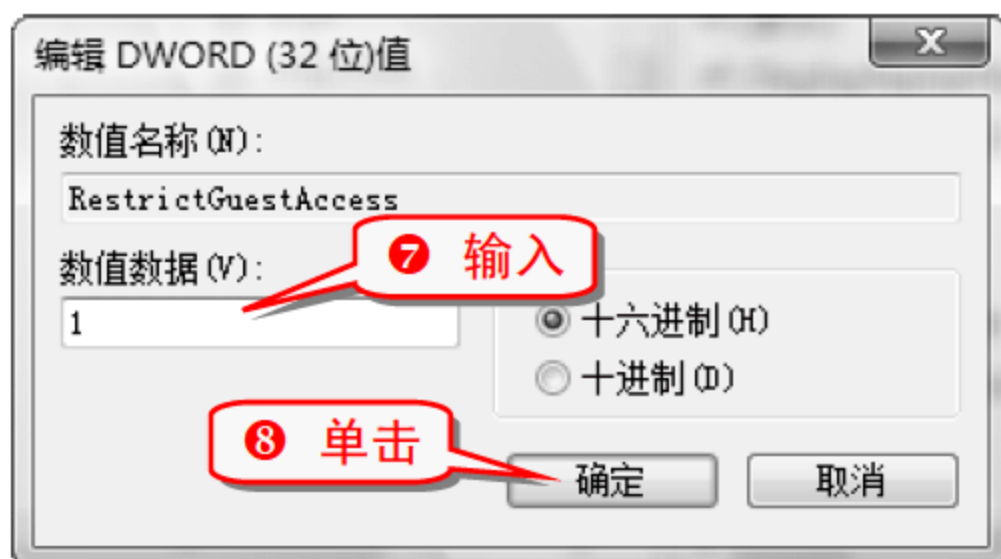 编辑 DWORD (32 位)值
数值名称(N):
RestrictGuestAccess
数值数据(V):
❼ 输入
1
十六进制(H)
十进制(D)
❽ 单击
确定
取消